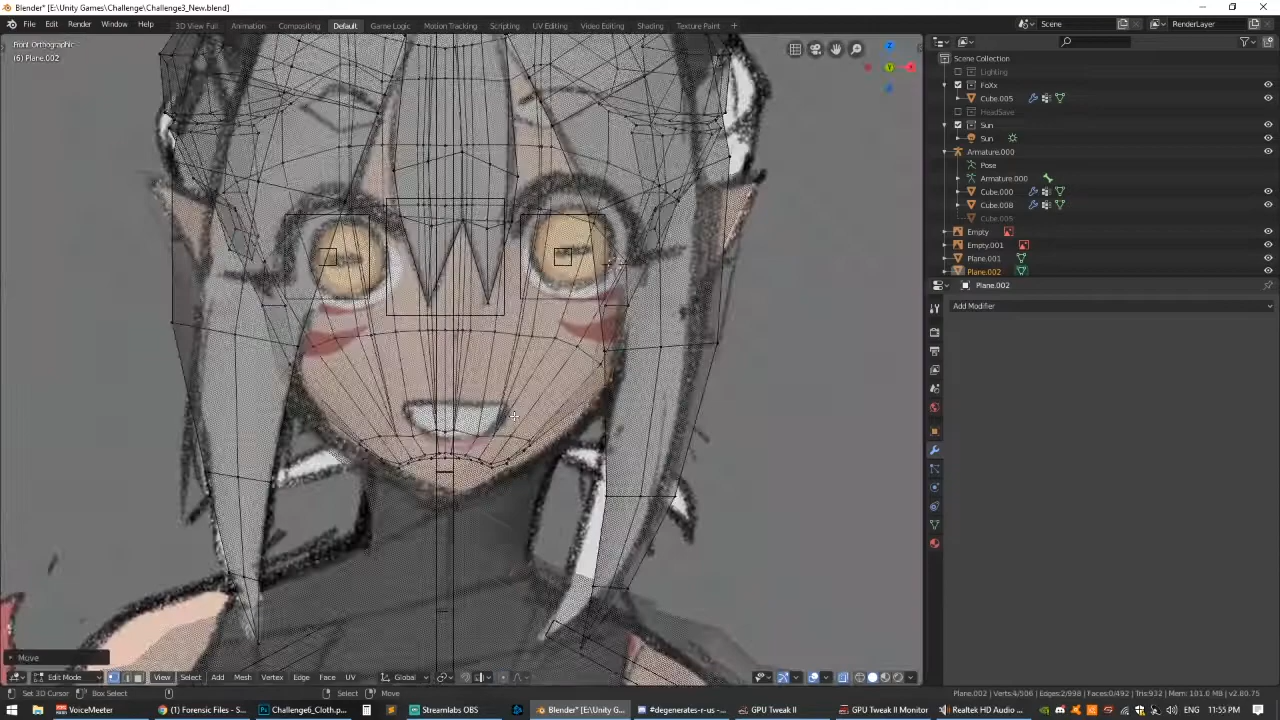 Blender* [E:\Unity Games\Challenge\Challenge3_New.blend]
File Edit Render Window Help 3D View Full Animation Compositing Default Game Logic Motion Tracking Scripting UV Editing Video Editing Shading Texture Paint + Scene RenderLayer
Front Orthographic
(6) Plane.002
Scene Collection
Lighting
FoXx
Cube.005
HeadSave
Sun
Sun
Armature.000
Pose
Armature.000
Cube.000
Cube.008
Empty
Empty.001
Plane.001
Plane.002
Plane.002
Add Modifier
Move
Edit Mode View Select Add Mesh Vertex Edge Face UV Global
Set 3D Cursor Box Select Select Move
Plane.002 | Verts:4/506 | Edges:2/998 | Faces:0/492 | Tris:932 | Mem: 101.0 MB | v2.80.75
VoiceMeeter (1) Forensic Files - S... Challenge6_Cloth.p... Streamlabs OBS Blender* [E:\Unity G... #degenerates-r-us -... GPU Tweak II GPU Tweak II Monitor Realtek HD Audio ... ENG 11:55 PM